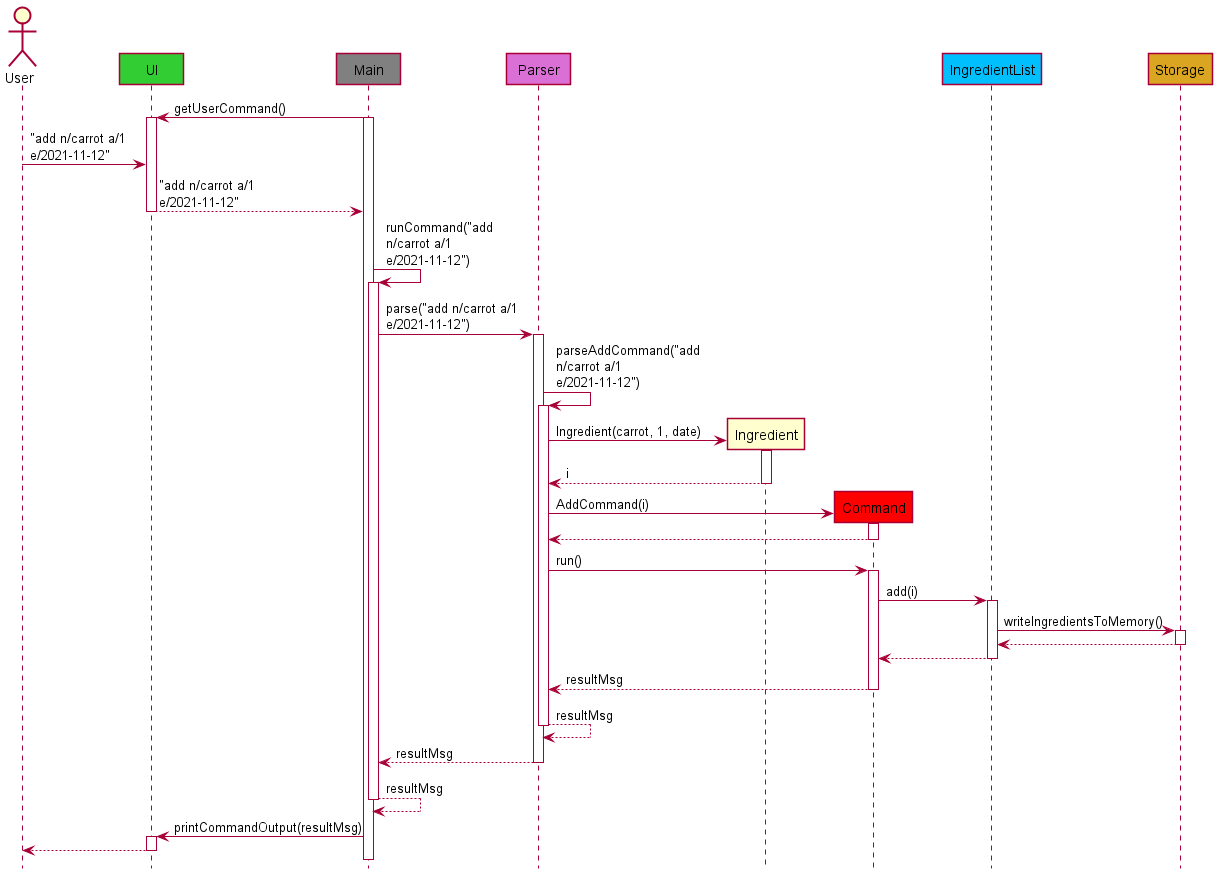 User
UI
Main
Parser
IngredientList
Storage
getUserCommand()
"add n/carrot a/1
e/2021-11-12"
"add n/carrot a/1
e/2021-11-12"
runCommand("add
n/carrot a/1
e/2021-11-12")
parse("add n/carrot a/1
e/2021-11-12")
parseAddCommand("add
n/carrot a/1
e/2021-11-12")
Ingredient(carrot, 1, date)
Ingredient
i
AddCommand(i)
Command
run()
add(i)
writeIngredientsToMemory()
resultMsg
resultMsg
resultMsg
resultMsg
printCommandOutput(resultMsg)